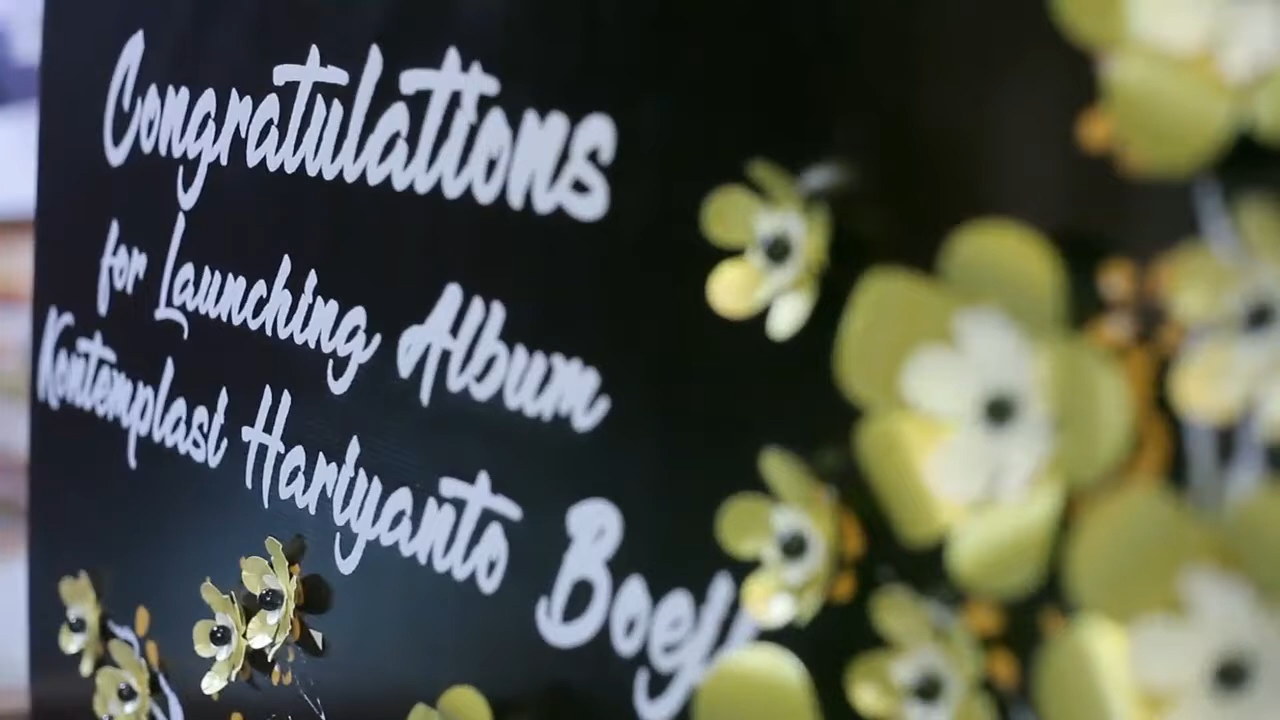 Congratulations
for Launching Album
Kontemplasi Hariyanto